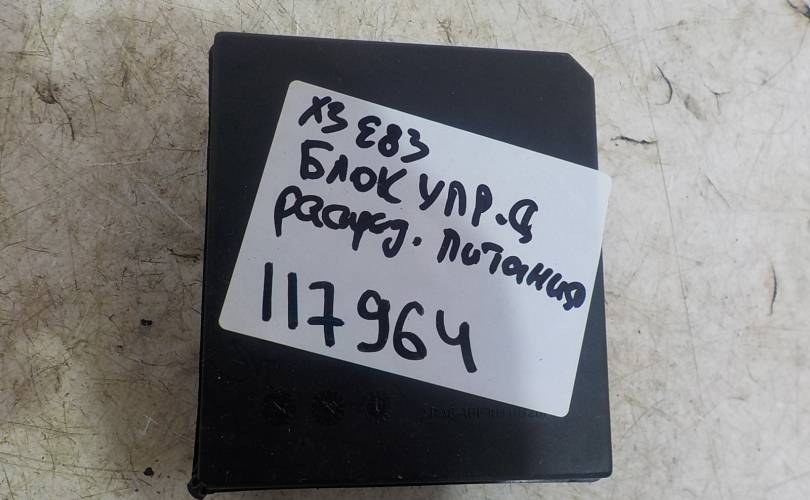 X3 E83
БЛОК УПР.Ц
распред. Питания
117964